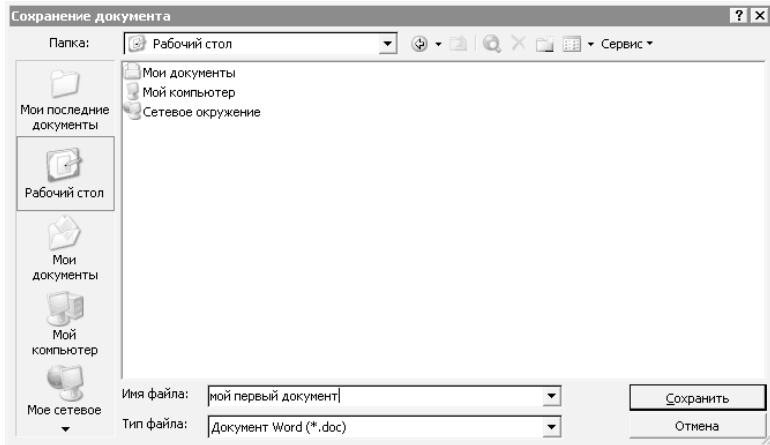 Сохранение документа
Папка:
Рабочий стол
Сервис
Мои последние
документы
Рабочий стол
Мои
документы
Мой
компьютер
Мое сетевое
Мои документы
Мой компьютер
Сетевое окружение
Имя файла:
мой первый документ
Сохранить
Тип файла:
Документ Word (*.doc)
Отмена